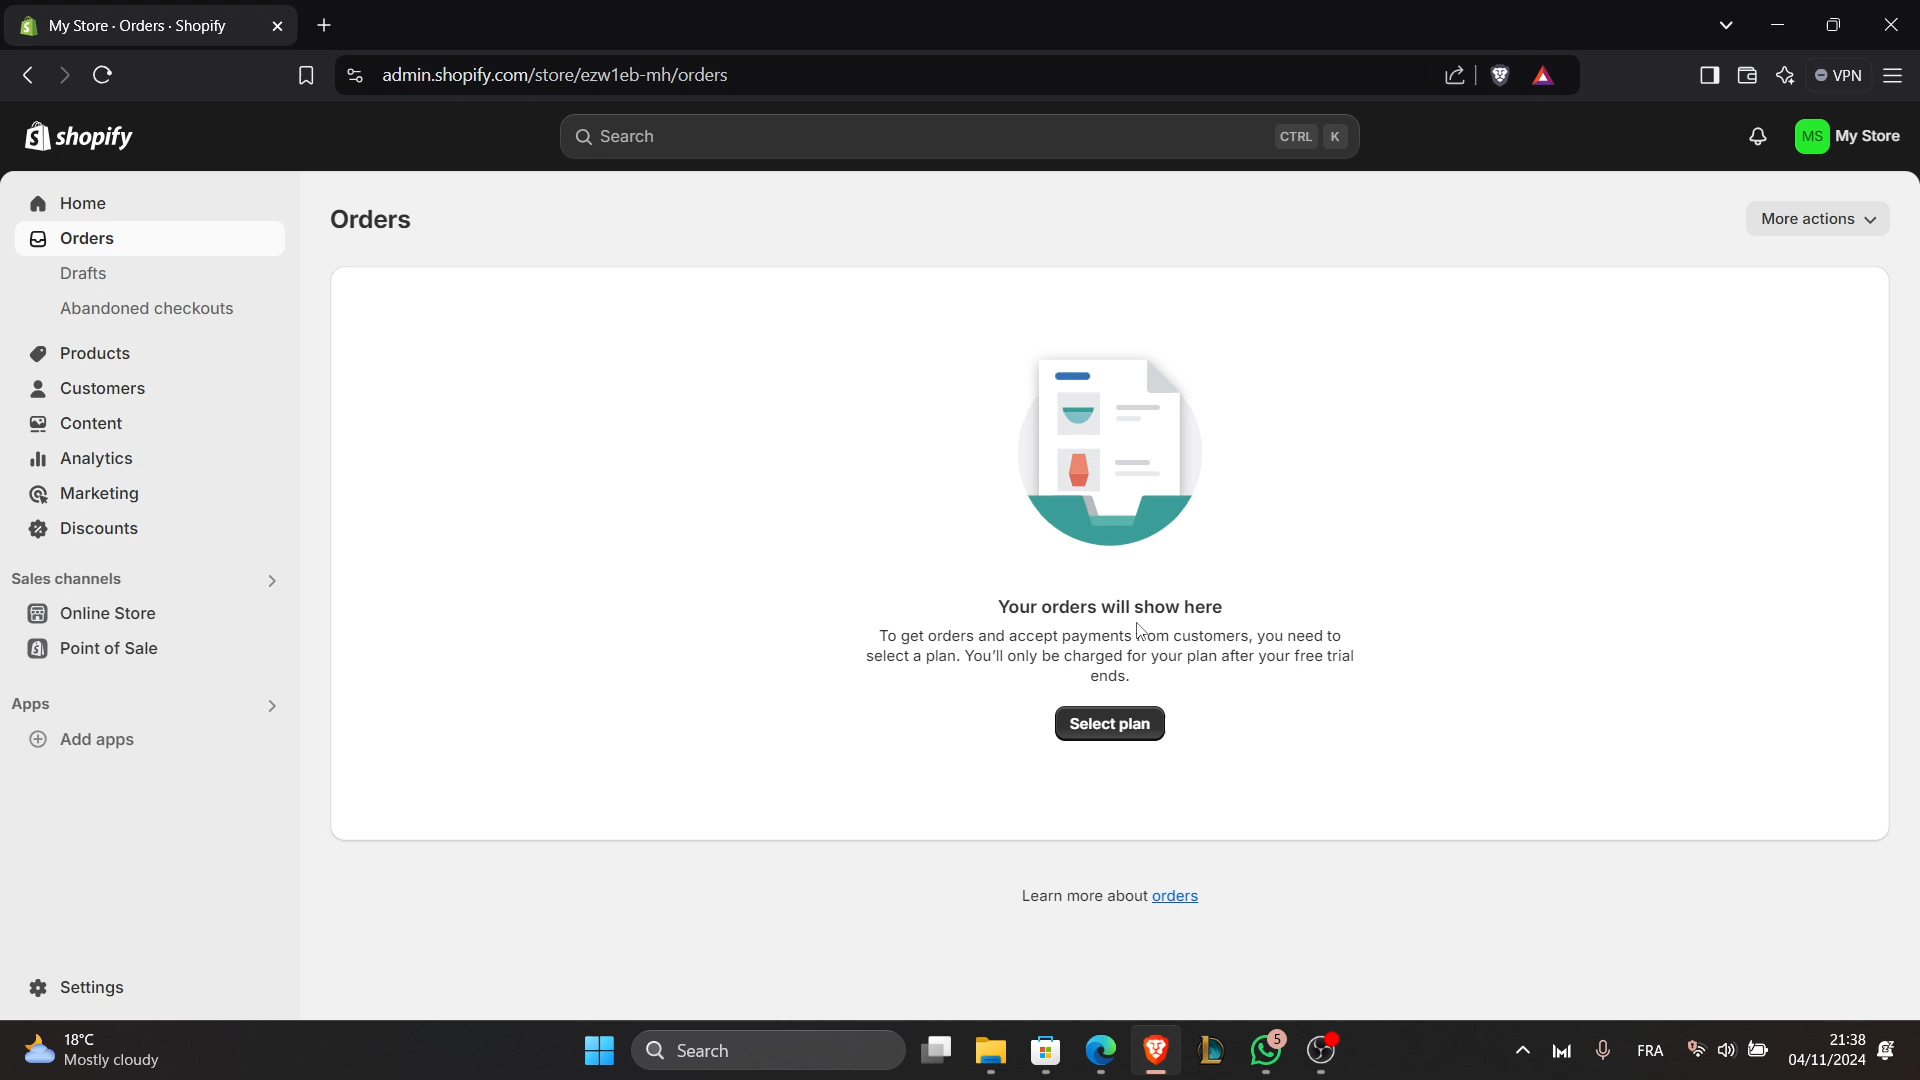 My Store · Orders · Shopify
admin.shopify.com/store/ezw1eb-mh/orders
VPN
shopify
Search
CTRL K
MS My Store
Home
Orders
Drafts
Abandoned checkouts
Products
Customers
Content
Analytics
Marketing
Discounts
Sales channels
Online Store
Point of Sale
Apps
Add apps
Settings
Orders
More actions
Your orders will show here
To get orders and accept payments from customers, you need to
select a plan. You'll only be charged for your plan after your free trial
ends.
Select plan
Learn more about orders
18°C
Mostly cloudy
Search
5
FRA
21:38
04/11/2024